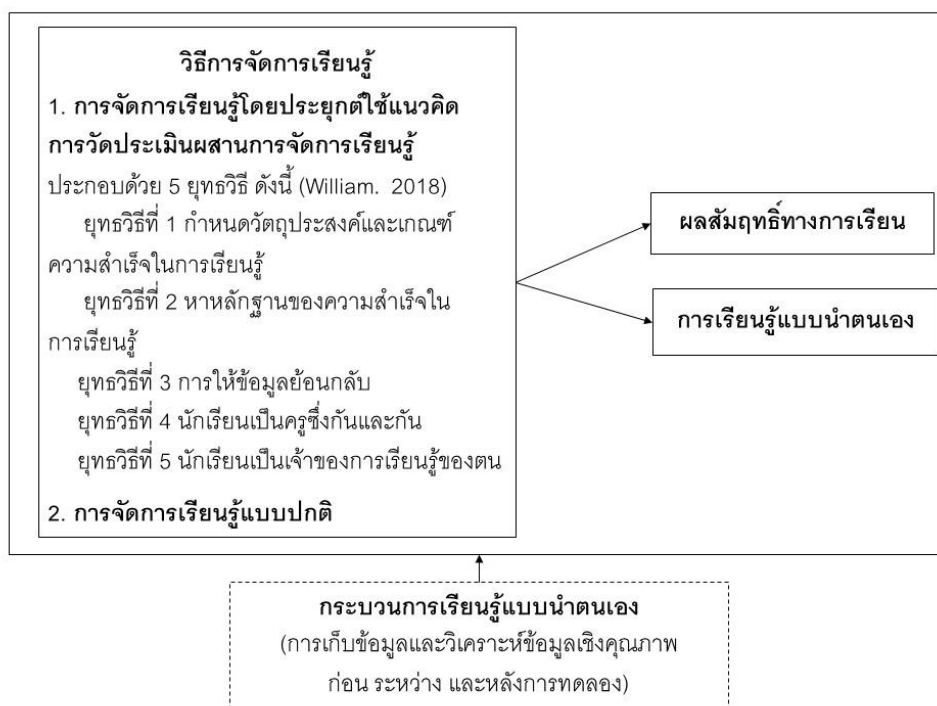 วิธีการจัดการเรียนรู้
1. การจัดการเรียนรู้โดยประยุกต์ใช้แนวคิด
การวัดประเมินผสานการจัดการเรียนรู้
ประกอบด้วย 5 ยุทธวิธี ดังนี้ (William. 2018)
ยุทธวิธีที่ 1 กำหนดวัตถุประสงค์และเกณฑ์
ความสำเร็จในการเรียนรู้
ยุทธวิธีที่ 2 หาหลักฐานของความสำเร็จใน
การเรียนรู้
ยุทธวิธีที่ 3 การให้ข้อมูลย้อนกลับ
ยุทธวิธีที่ 4 นักเรียนเป็นครูซึ่งกันและกัน
ยุทธวิธีที่ 5 นักเรียนเป็นเจ้าของการเรียนรู้ของตน
2. การจัดการเรียนรู้แบบปกติ
ผลสัมฤทธิ์ทางการเรียน
การเรียนรู้แบบนำตนเอง
กระบวนการเรียนรู้แบบนำตนเอง
(การเก็บข้อมูลและวิเคราะห์ข้อมูลเชิงคุณภาพ
ก่อน ระหว่าง และหลังการทดลอง)